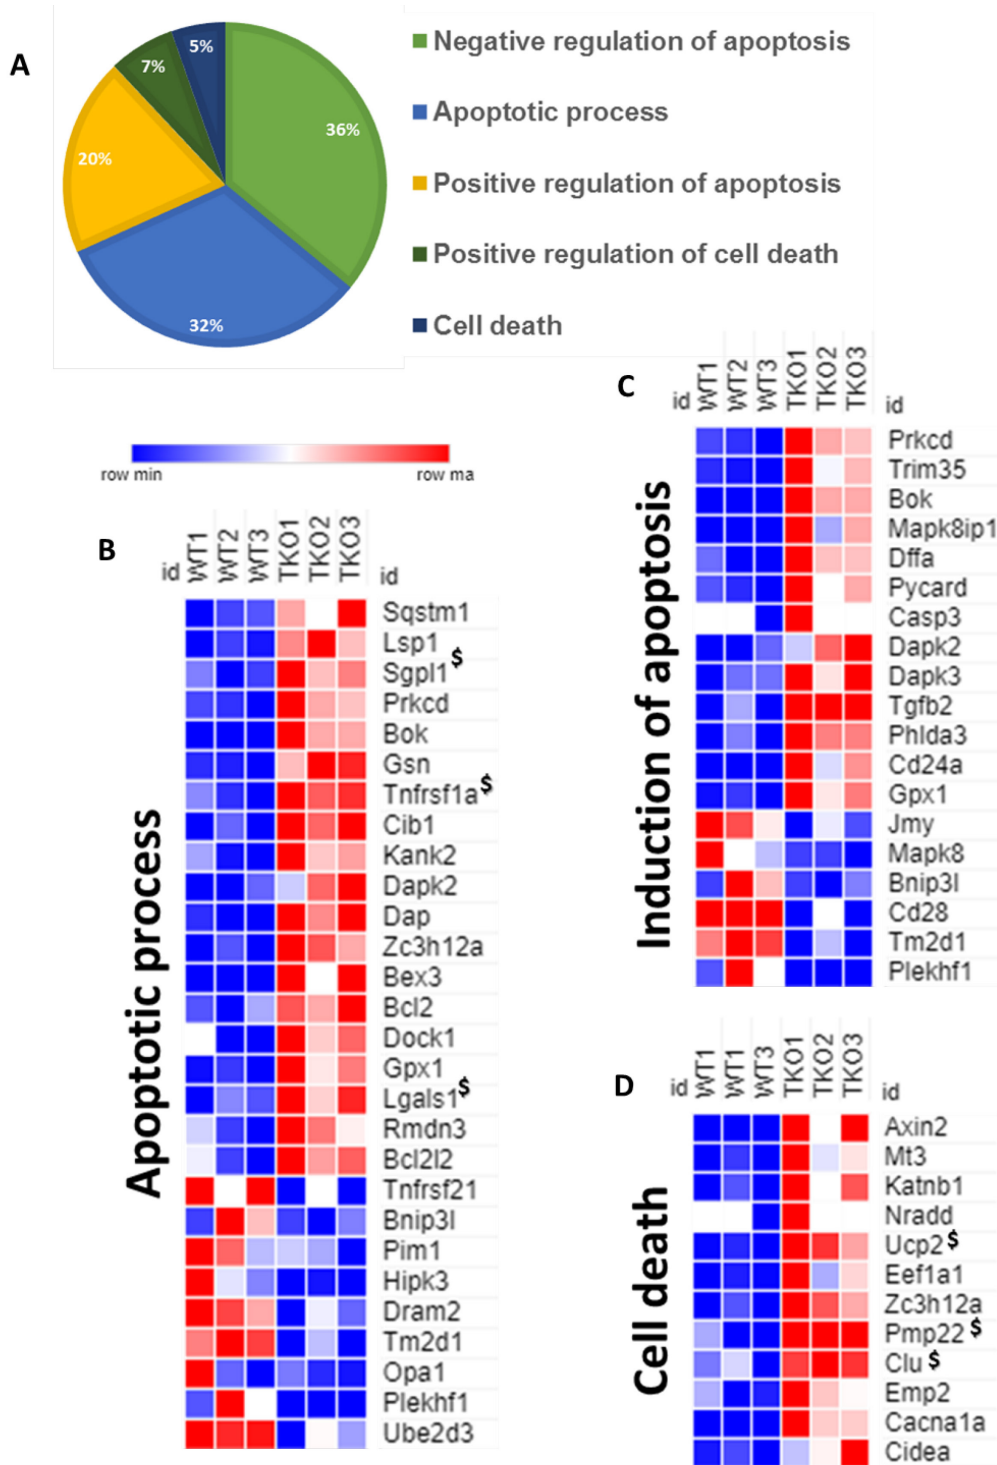 A
5%
7%
36%
20%
32%
Negative regulation of apoptosis
Apoptotic process
Positive regulation of apoptosis
Positive regulation of cell death
Cell death
row min
row ma
B
Apoptotic process
id WT1 WT2 WT3 TKO1 TKO2 TKO3 id
Sqstm1
Lsp1
Sgpl1$
Prkcd
Bok
Gsn
Tnfrsf1a$
Cib1
Kank2
Dapk2
Dap
Zc3h12a
Bex3
Bcl2
Dock1
Gpx1
Lgals1$
Rmdn3
Bcl2l2
Tnfrsf21
Bnip3l
Pim1
Hipk3
Dram2
Tm2d1
Opa1
Plekhf1
Ube2d3
C
Induction of apoptosis
id WT1 WT2 WT3 TKO1 TKO2 TKO3 id
Prkcd
Trim35
Bok
Mapk8ip1
Dffa
Pycard
Casp3
Dapk2
Dapk3
Tgfb2
Phlda3
Cd24a
Gpx1
Jmy
Mapk8
Bnip3l
Cd28
Tm2d1
Plekhf1
D
Cell death
id WT1 WT1 WT3 TKO1 TKO2 TKO3 id
Axin2
Mt3
Katnb1
Nradd
Ucp2 $
Eef1a1
Zc3h12a
Pmp22 $
Clu $
Emp2
Cacna1a
Cidea